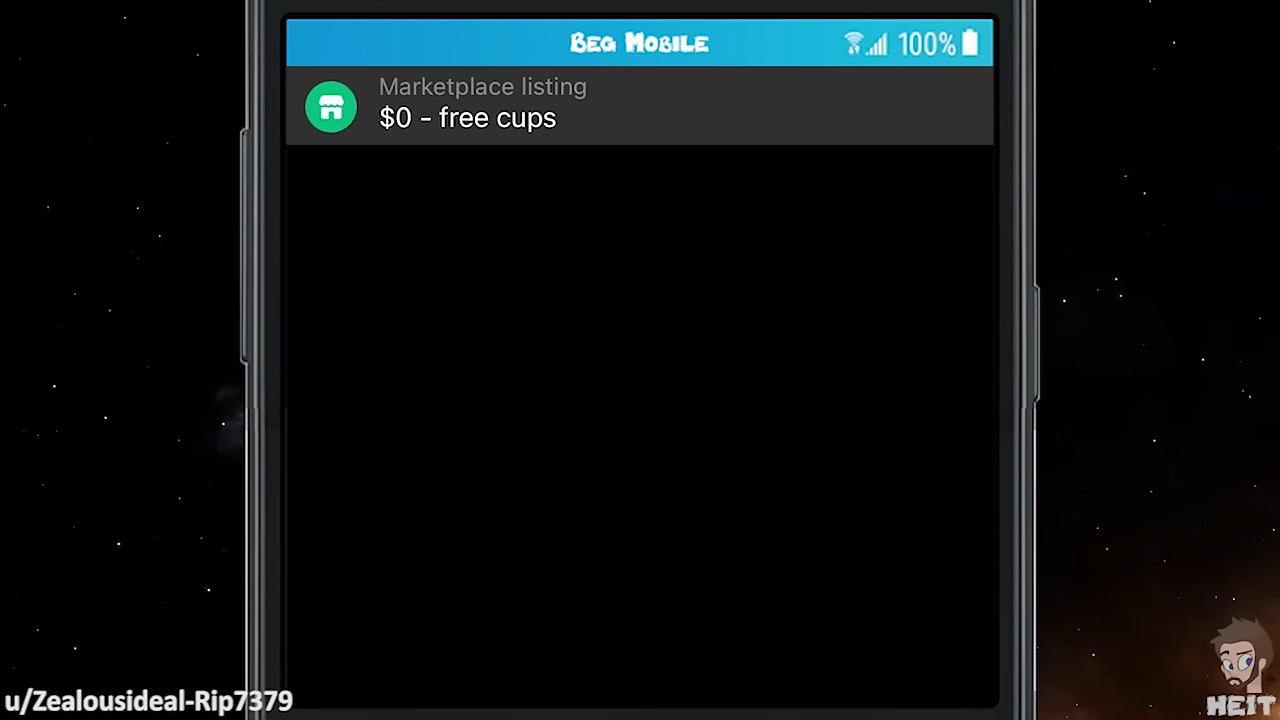 Beg Mobile
100%
Marketplace listing
$0 - free cups
u/Zealousideal-Rip7379
HEIT